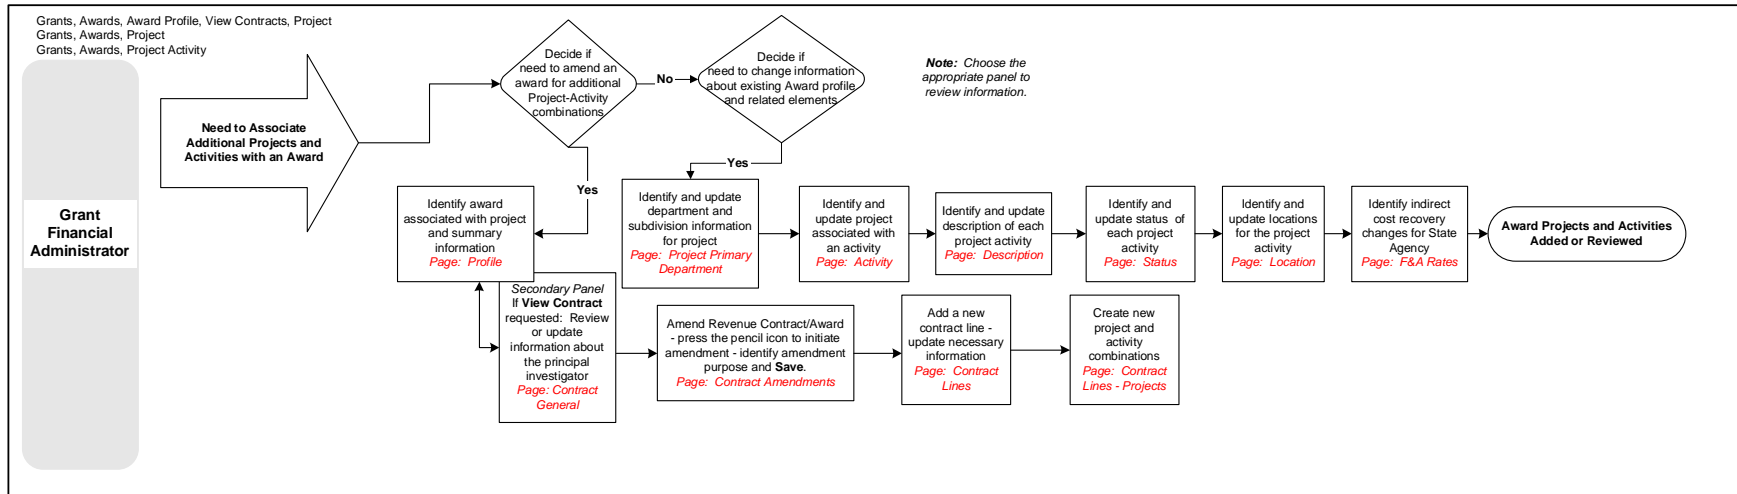 Grants, Awards, Award Profile, View Contracts, Project
Grants, Awards, Project
Grants, Awards, Project Activity
Grant
Financial
Administrator
Need to Associate
Additional Projects and
Activities with an Award
Decide if
need to amend an
award for additional
Project-Activity
combinations
No
Decide if
need to change information
about existing Award profile
and related elements
Note: Choose the
appropriate panel to
review information.
Yes
Yes
Identify award
associated with project
and summary
information
Page: Profile
Identify and update
department and
subdivision information
for project
Page: Project Primary
Department
Identify and
update project
associated with
an activity
Page: Activity
Identify and update
description of each
project activity
Page: Description
Identify and
update status of
each project
activity
Page: Status
Identify and
update locations
for the project
activity
Page: Location
Identify indirect
cost recovery
changes for State
Agency
Page: F&A Rates
Award Projects and Activities
Added or Reviewed
Secondary Panel
If View Contract
requested: Review
or update
information about
the principal
investigator
Page: Contract
General
Amend Revenue Contract/Award
- press the pencil icon to initiate
amendment - identify amendment
purpose and Save.
Page: Contract Amendments
Add a new
contract line -
update necessary
information
Page: Contract
Lines
Create new
project and
activity
combinations
Page: Contract
Lines - Projects